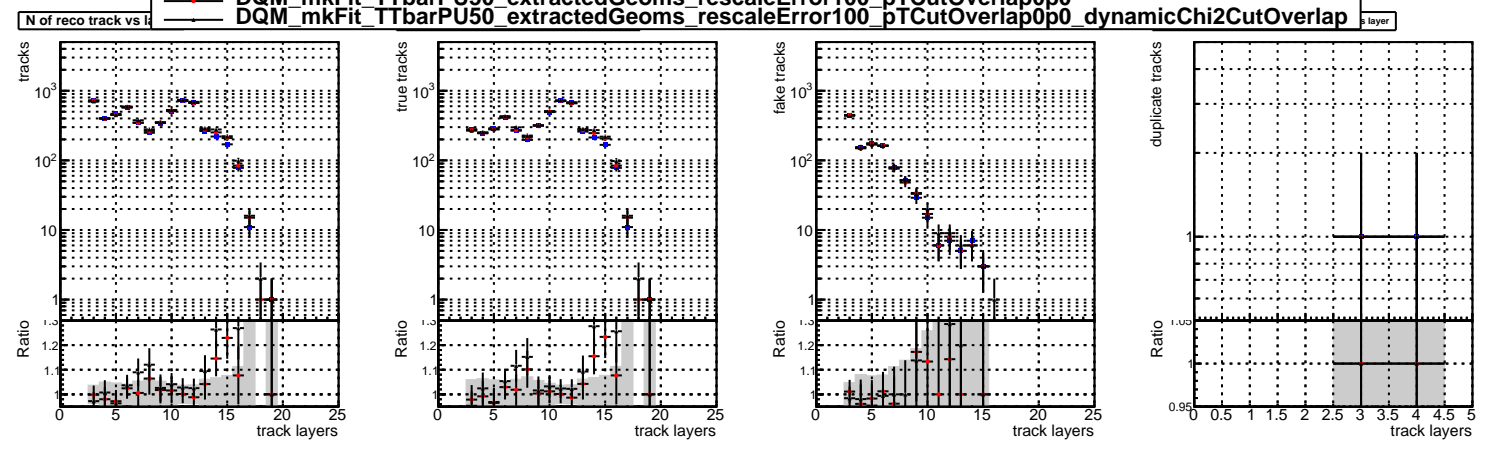 DQM_mkFit_TTbarPU50_extractedGeoms_rescaleError100_pTCutOverlap0p0
DQM_mkFit_TTbarPU50_extractedGeoms_rescaleError100_pTCutOverlap0p0_dynamicChi2CutOverlap
N of reco track vs la
s layer
tracks
10³
10²
10
1
Ratio
1.3
1.2
1.1
1
0 5 10 15 20 25
track layers
true tracks
10³
10²
10
1
Ratio
1.3
1.2
1.1
1
0 5 10 15 20 25
track layers
fake tracks
10³
10²
10
1
Ratio
1.3
1.2
1.1
1
0 5 10 15 20 25
track layers
duplicate tracks
1
Ratio
1.05
1
0.95
0 0.5 1 1.5 2 2.5 3 3.5 4 4.5 5
track layers